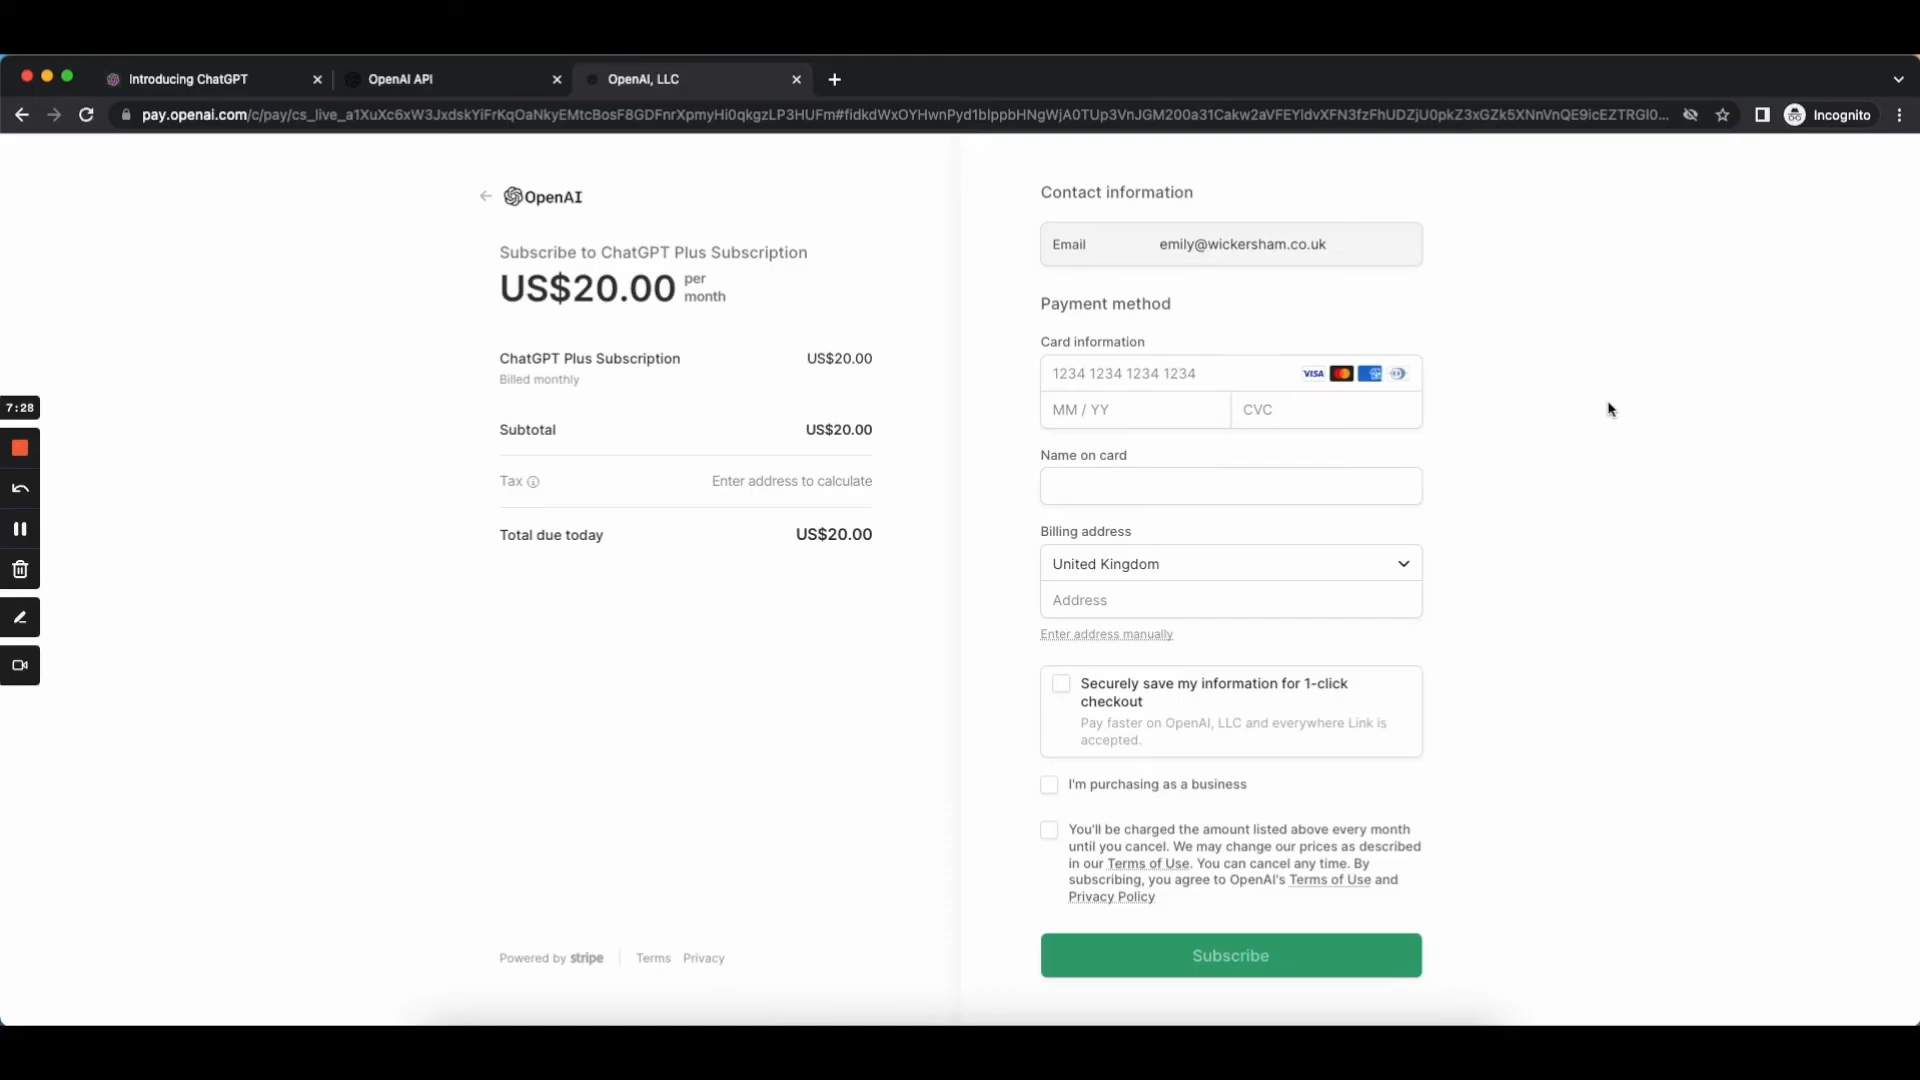 Introducing ChatGPT
OpenAI API
OpenAI, LLC
Incognito
OpenAI
Subscribe to ChatGPT Plus Subscription
US$20.00 per month
ChatGPT Plus Subscription US$20.00
Billed monthly
Subtotal US$20.00
Tax Enter address to calculate
Total due today US$20.00
Powered by stripe Terms Privacy
7:28
Contact information
Email emily@wickersham.co.uk
Payment method
Card information
1234 1234 1234 1234 VISA
MM / YY CVC
Name on card
Billing address
United Kingdom
Address
Enter address manually
Securely save my information for 1-click
checkout
Pay faster on OpenAI, LLC and everywhere Link is
accepted.
I'm purchasing as a business
You'll be charged the amount listed above every month
until you cancel. We may change our prices as described
in our Terms of Use. You can cancel any time. By
subscribing, you agree to OpenAI's Terms of Use and
Privacy Policy
Subscribe